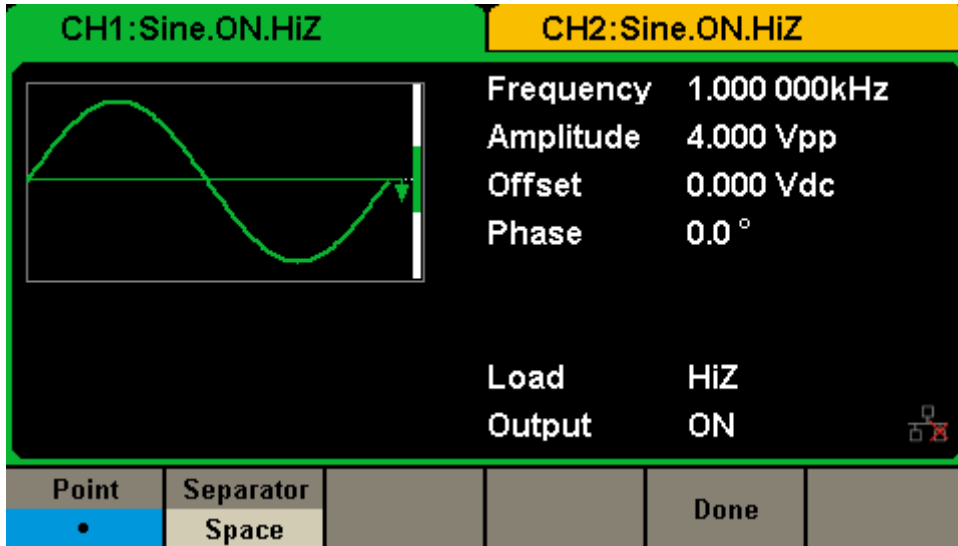 CH1:Sine.ON.HiZ
CH2:Sine.ON.HiZ
Frequency 1.000 000kHz
Amplitude 4.000 Vpp
Offset 0.000 Vdc
Phase 0.0 °
Load HiZ
Output ON
Point Separator
• Space Done